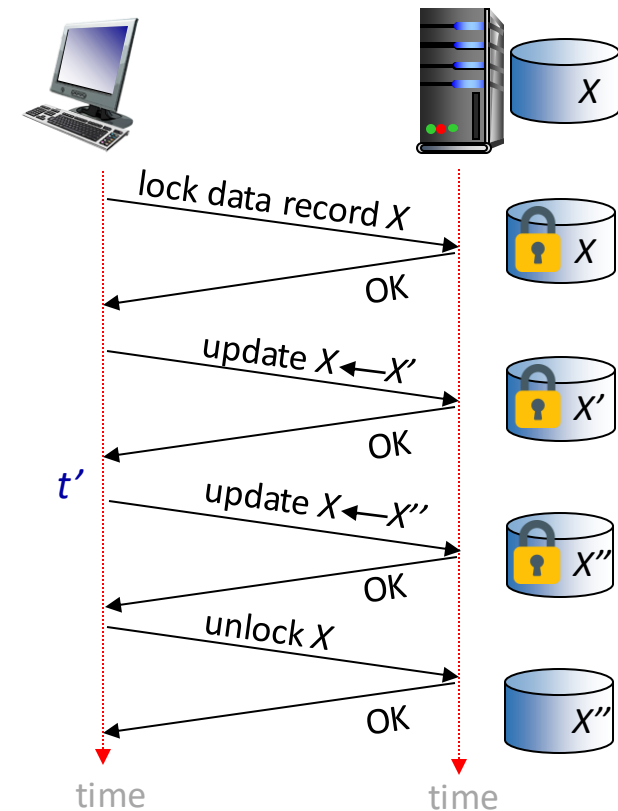 X
lock data record X
X
OK
update X ← X’
X’
OK
t’
update X ← X’’
X’’
OK
unlock X
OK
X’’
time
time